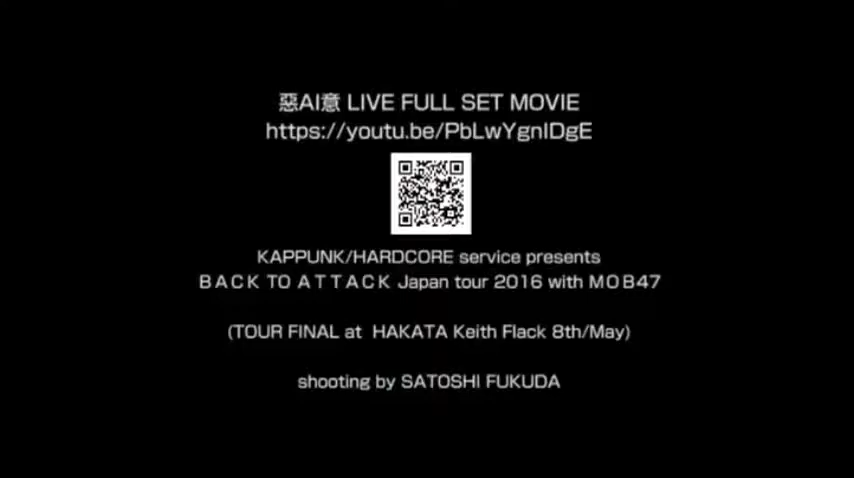 惡AI意 LIVE FULL SET MOVIE
https://youtu.be/PbLwYgnIDgE
KAPPUNK/HARDCORE service presents
BACK TO ATTACK Japan tour 2016 with MOB47
(TOUR FINAL at HAKATA Keith Flack 8th/May)
shooting by SATOSHI FUKUDA